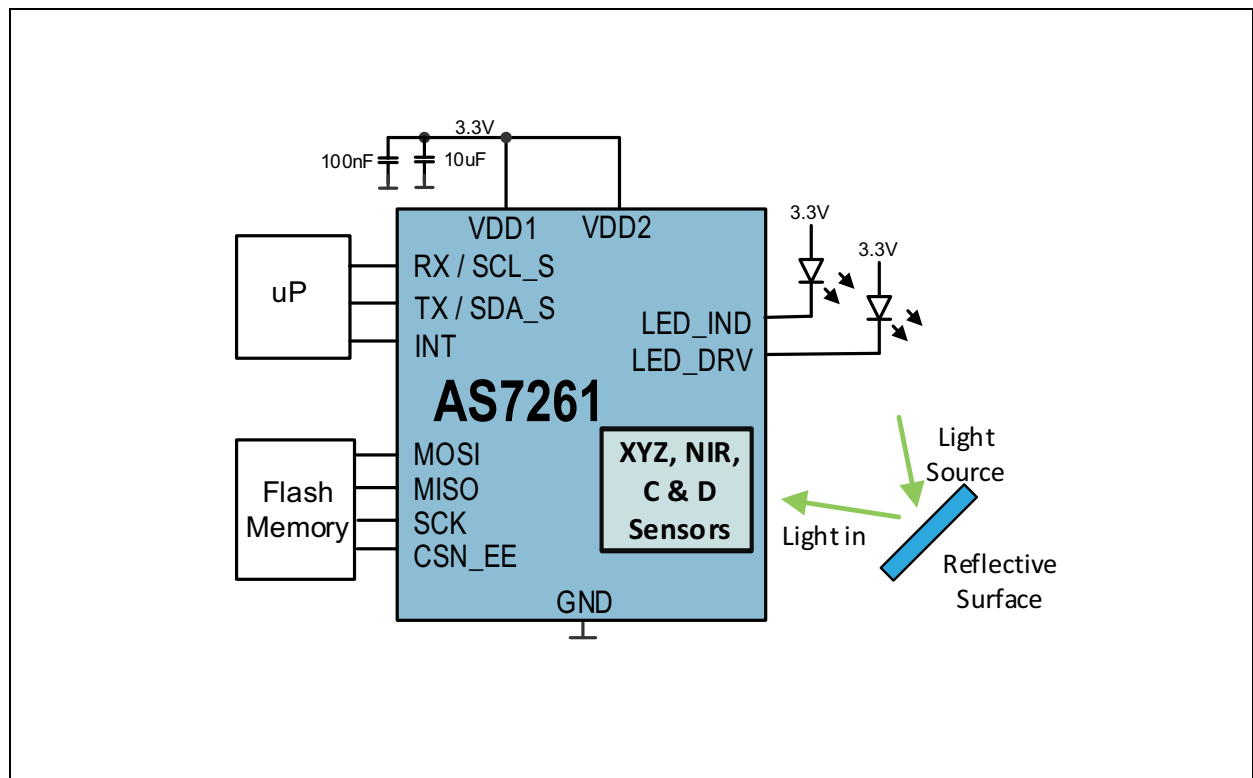 3.3V
100nF
10uF
VDD1
VDD2
3.3V
3.3V
uP
RX / SCL_S
TX / SDA_S
INT
LED_IND
LED_DRV
AS7261
Flash
Memory
MOSI
MISO
SCK
CSN_EE
XYZ, NIR,
C & D
Sensors
Light
Source
Light in
Reflective
Surface
GND